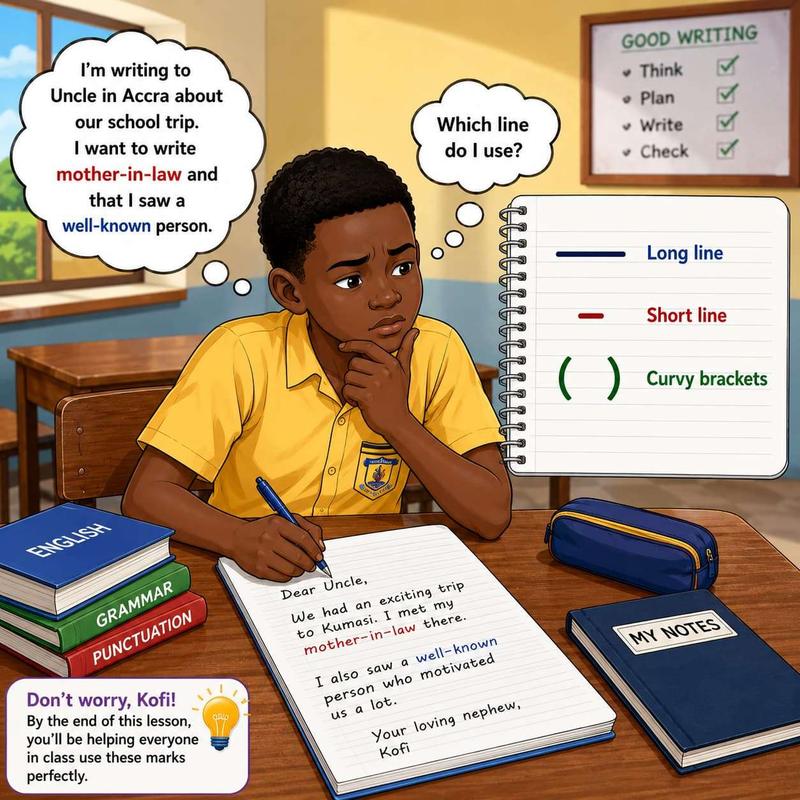 I'm writing to
Uncle in Accra about
our school trip.
I want to write
mother-in-law and
that I saw a
well-known person.
Which line
do I use?
GOOD WRITING
Think
Plan
Write
Check
Long line
Short line
( ) Curvy brackets
ENGLISH
GRAMMAR
PUNCTUATION
Dear Uncle,
We had an exciting trip
to Kumasi. I met my
mother-in-law there.
I also saw a well-known
person who motivated
us a lot.
Your loving nephew,
Kofi
MY NOTES
Don't worry, Kofi!
By the end of this lesson,
you'll be helping everyone
in class use these marks
perfectly.